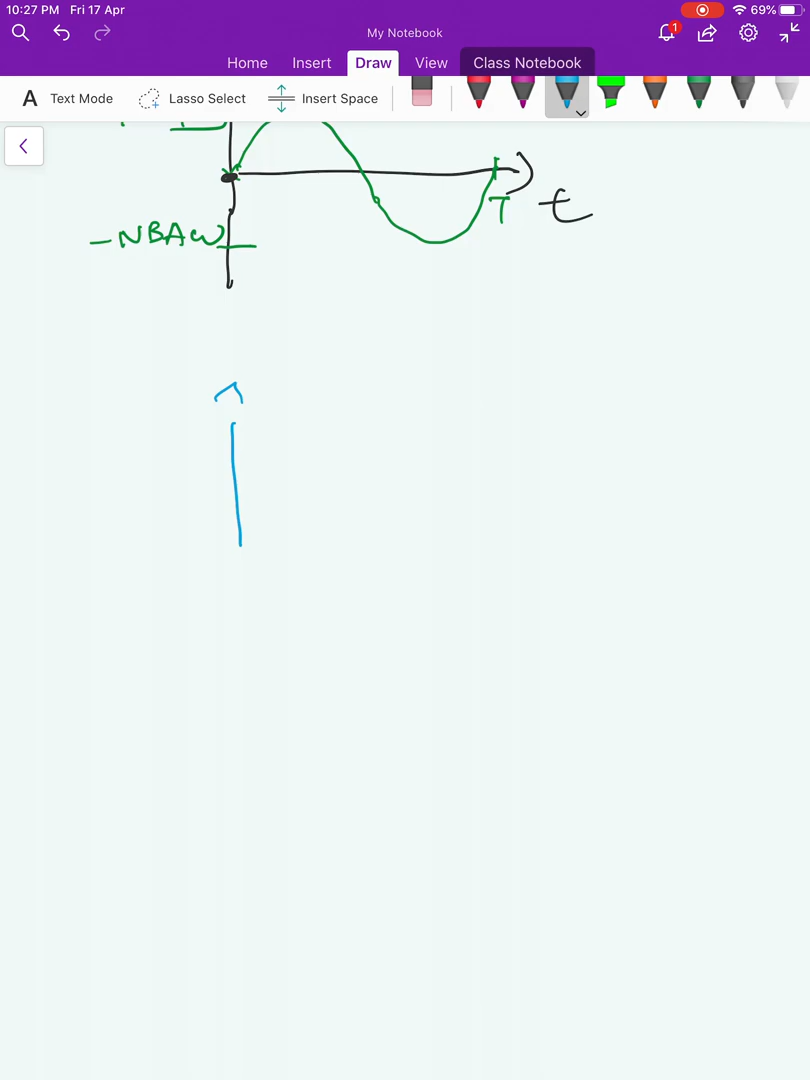 10:27 PM Fri 17 Apr
69%
My Notebook
1
Home Insert Draw View Class Notebook
A Text Mode Lasso Select Insert Space
T t
-NBAω